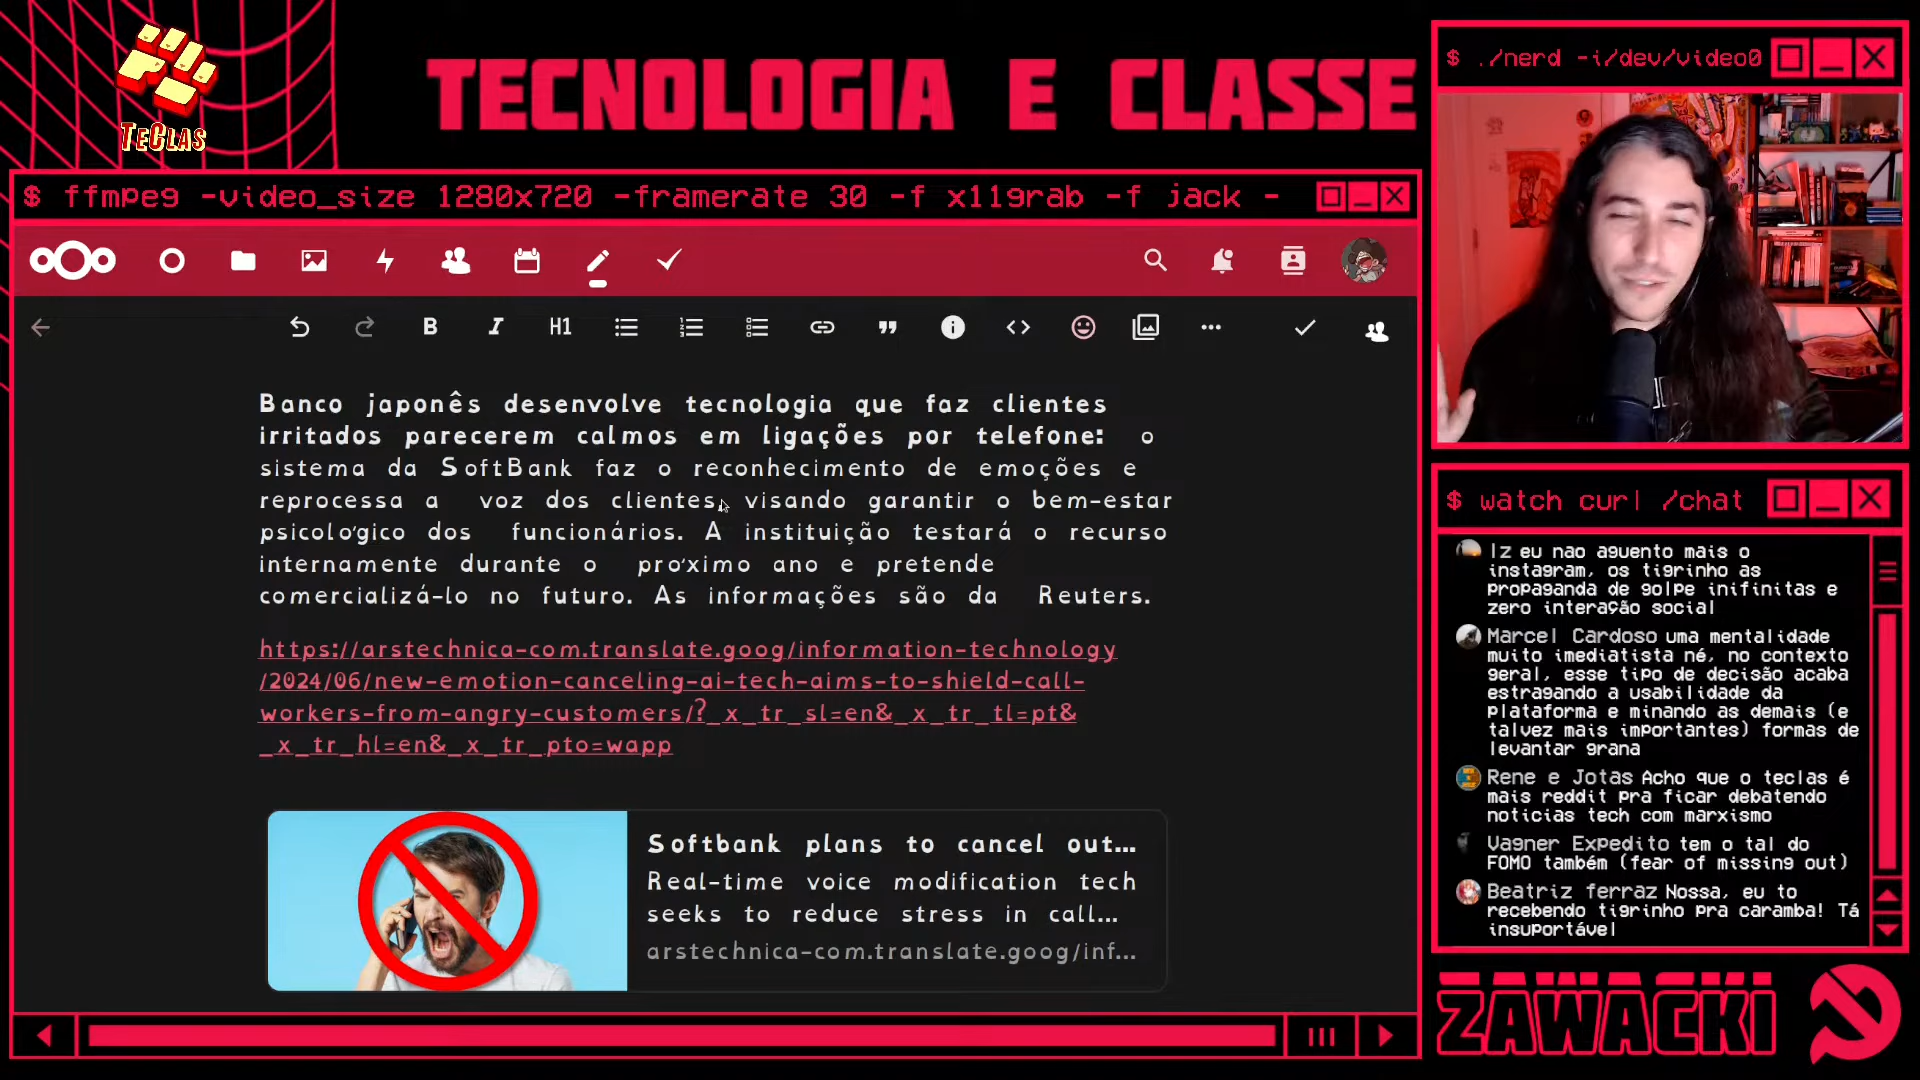 TeClas
TECNOLOGIA E CLASSE
$ ffmpeg -video_size 1280x720 -framerate 30 -f x11grab -f jack -
B I H1
Banco japonês desenvolve tecnologia que faz clientes
irritados parecerem calmos em ligações por telefone: o
sistema da SoftBank faz o reconhecimento de emoções e
reprocessa a voz dos clientes, visando garantir o bem-estar
psicológico dos funcionários. A instituição testará o recurso
internamente durante o próximo ano e pretende
comercializá-lo no futuro. As informações são da Reuters.
https://arstechnica-com.translate.goog/information-technology
/2024/06/new-emotion-canceling-ai-tech-aims-to-shield-call-
workers-from-angry-customers/?_x_tr_sl=en&_x_tr_tl=pt&
_x_tr_hl=en&_x_tr_pto=wapp
Softbank plans to cancel out...
Real-time voice modification tech
seeks to reduce stress in call...
arstechnica-com.translate.goog/inf...
$ ./nerd -i/dev/video0
$ watch curl /chat
Iz eu nao aguento mais o
instagram, os tigrinho as
propaganda de golpe inifinitas e
zero interação social
Marcel Cardoso uma mentalidade
muito imediatista né, no contexto
geral, esse tipo de decisão acaba
estragando a usabilidade da
plataforma e minando as demais (e
talvez mais importantes) formas de
levantar grana
Rene e Jotas Acho que o teclas é
mais reddit pra ficar debatendo
noticias tech com marxismo
Vagner Expedito tem o tal do
FOMO também (fear of missing out)
Beatriz ferraz Nossa, eu to
recebendo tigrinho pra caramba! Tá
insuportável
ZAWACKI